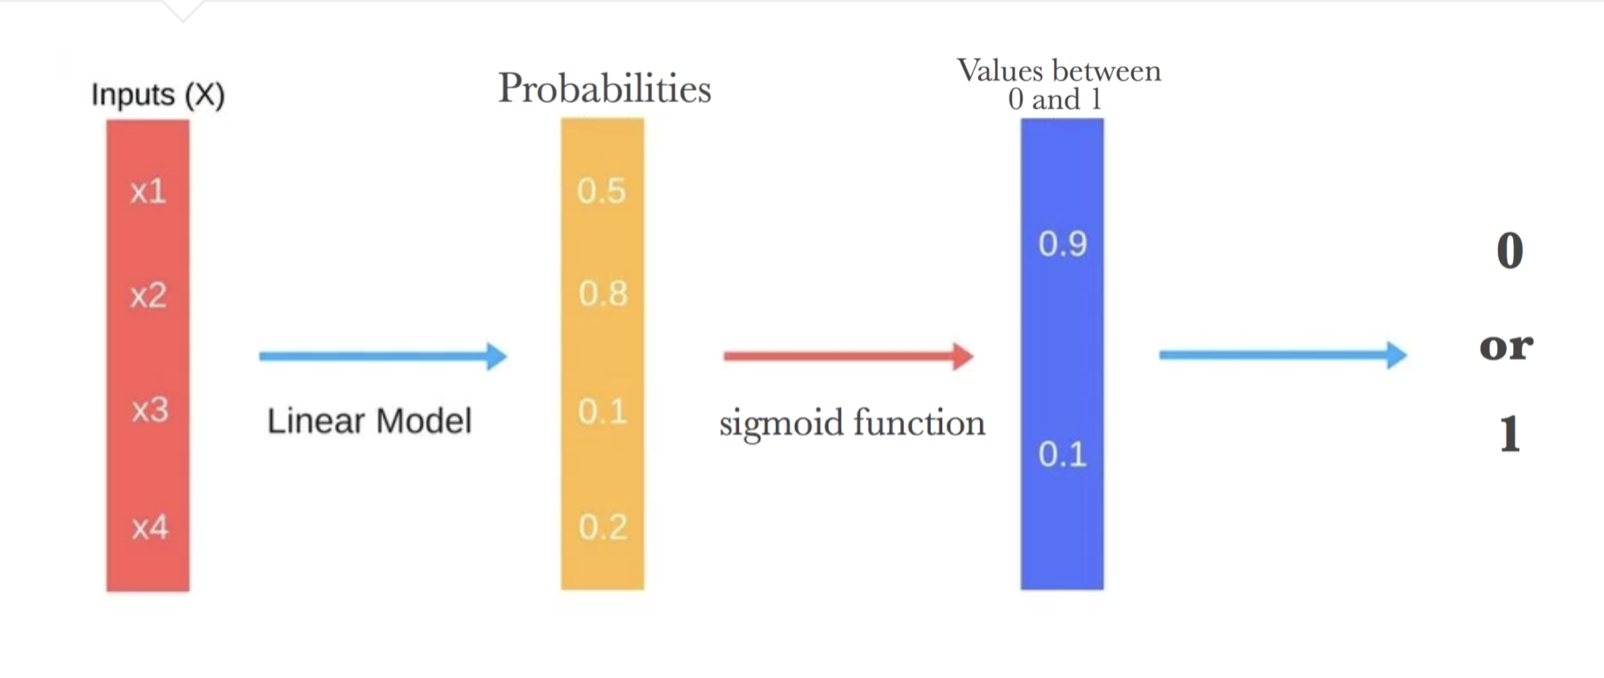 Inputs (X)
x1
x2
x3
x4
Linear Model
Probabilities
0.5
0.8
0.1
0.2
sigmoid function
Values between
0 and 1
0.9
0.1
0
or
1